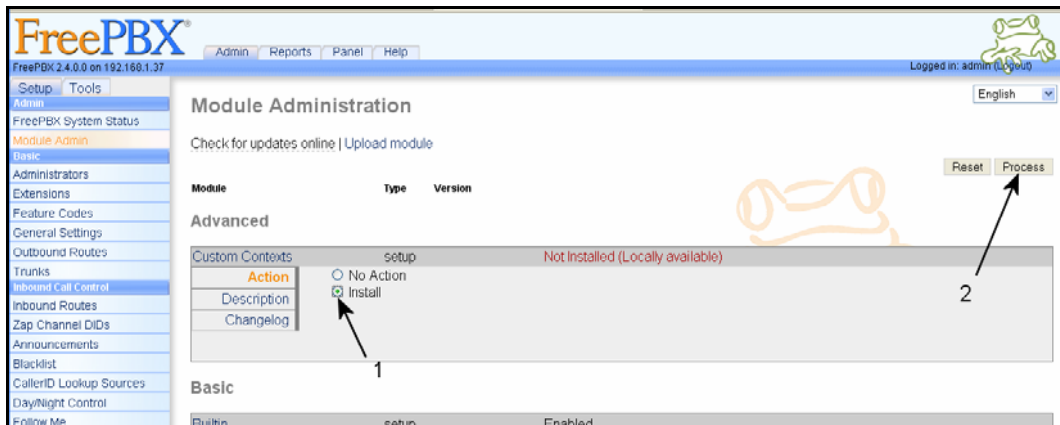 FreePBX®
Admin Reports Panel Help
FreePBX 2.4.0.0 on 192.168.1.37
Logged in: admin (Logout)
Setup Tools
English
Admin
FreePBX System Status
Module Admin
Basic
Administrators
Extensions
Feature Codes
General Settings
Outbound Routes
Trunks
Inbound Call Control
Inbound Routes
Zap Channel DIDs
Announcements
Blacklist
CallerID Lookup Sources
Day/Night Control
Follow Me
Module Administration
Check for updates online | Upload module
Reset Process
Module Type Version
Advanced
Custom Contexts setup Not Installed (Locally available)
Action No Action
Install
Description
Changelog
1
2
Basic
Builtin setup Enabled